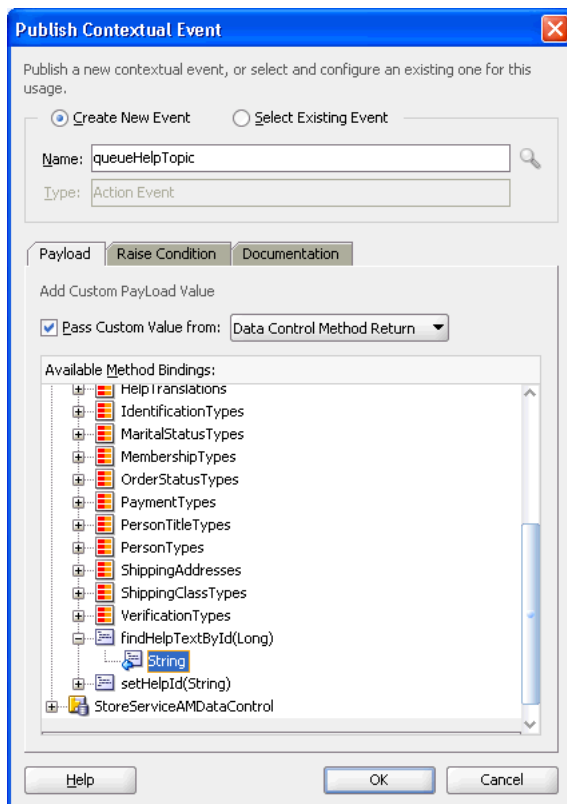 Publish Contextual Event
Publish a new contextual event, or select and configure an existing one for this
usage.
Create New Event
Select Existing Event
Name: queueHelpTopic
Type: Action Event
Payload
Raise Condition
Documentation
Add Custom PayLoad Value
Pass Custom Value from: Data Control Method Return
Available Method Bindings:
HelpTranslations
IdentificationTypes
MaritalStatusTypes
MembershipTypes
OrderStatusTypes
PaymentTypes
PersonTitleTypes
PersonTypes
ShippingAddresses
ShippingClassTypes
VerificationTypes
findHelpTextById(Long)
String
setHelpId(String)
StoreServiceAMDataControl
Help
OK
Cancel